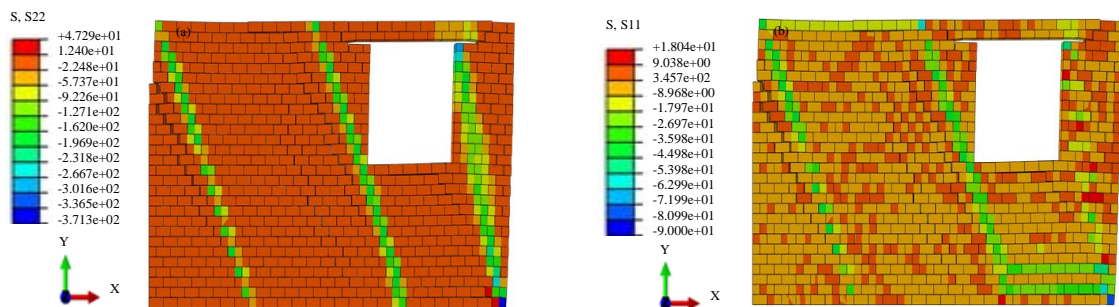 S, S22
+4.729e+01
1.240e+01
-2.248e+01
-5.737e+01
-9.226e+01
-1.271e+02
-1.620e+02
-1.969e+02
-2.318e+02
-2.667e+02
-3.016e+02
-3.365e+02
-3.713e+02
Y
X
(a)
S, S11
+1.804e+01
9.038e+00
3.457e+02
-8.968e+00
-1.797e+01
-2.697e+01
-3.598e+01
-4.498e+01
-5.398e+01
-6.299e+01
-7.199e+01
-8.099e+01
-9.000e+01
Y
X
(b)